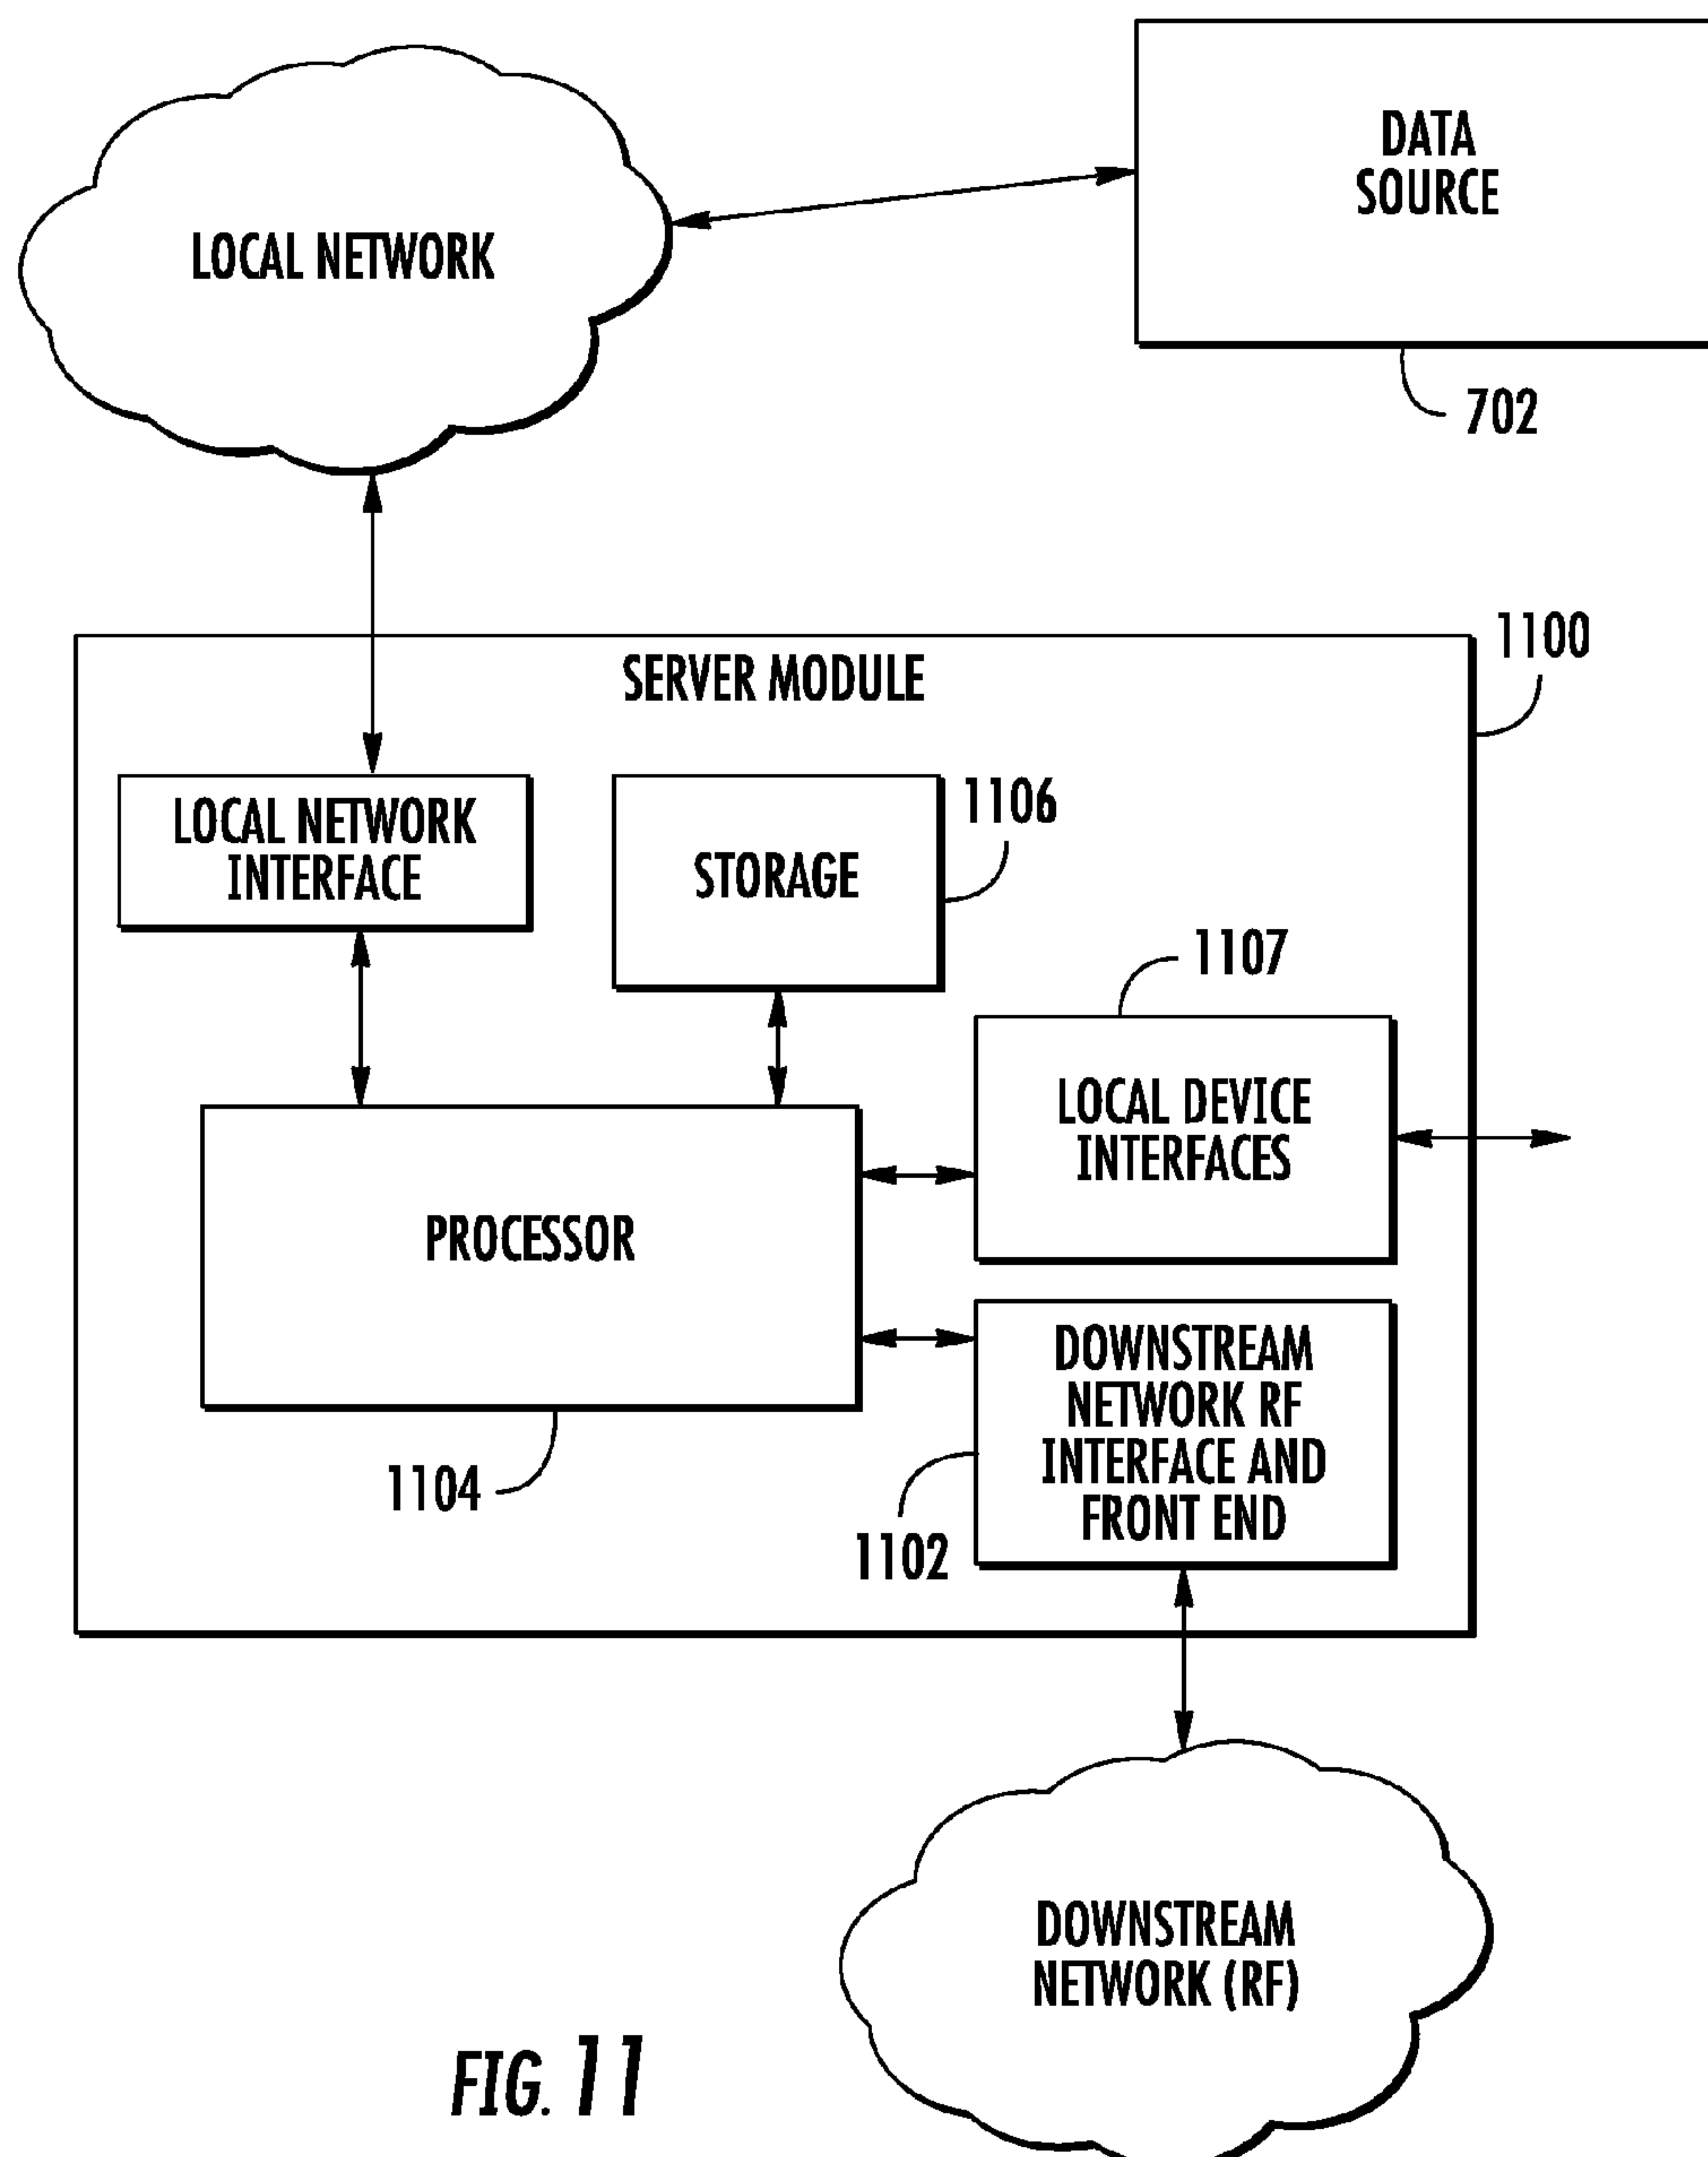 DATA
SOURCE
LOCAL NETWORK
702
1100
SERVER MODULE
LOCAL NETWORK
INTERFACE
STORAGE
1106
1107
LOCAL DEVICE
INTERFACES
PROCESSOR
DOWNSTREAM
NETWORK RF
INTERFACE AND
FRONT END
1104
1102
DOWNSTREAM
NETWORK (RF)
FIG. 11